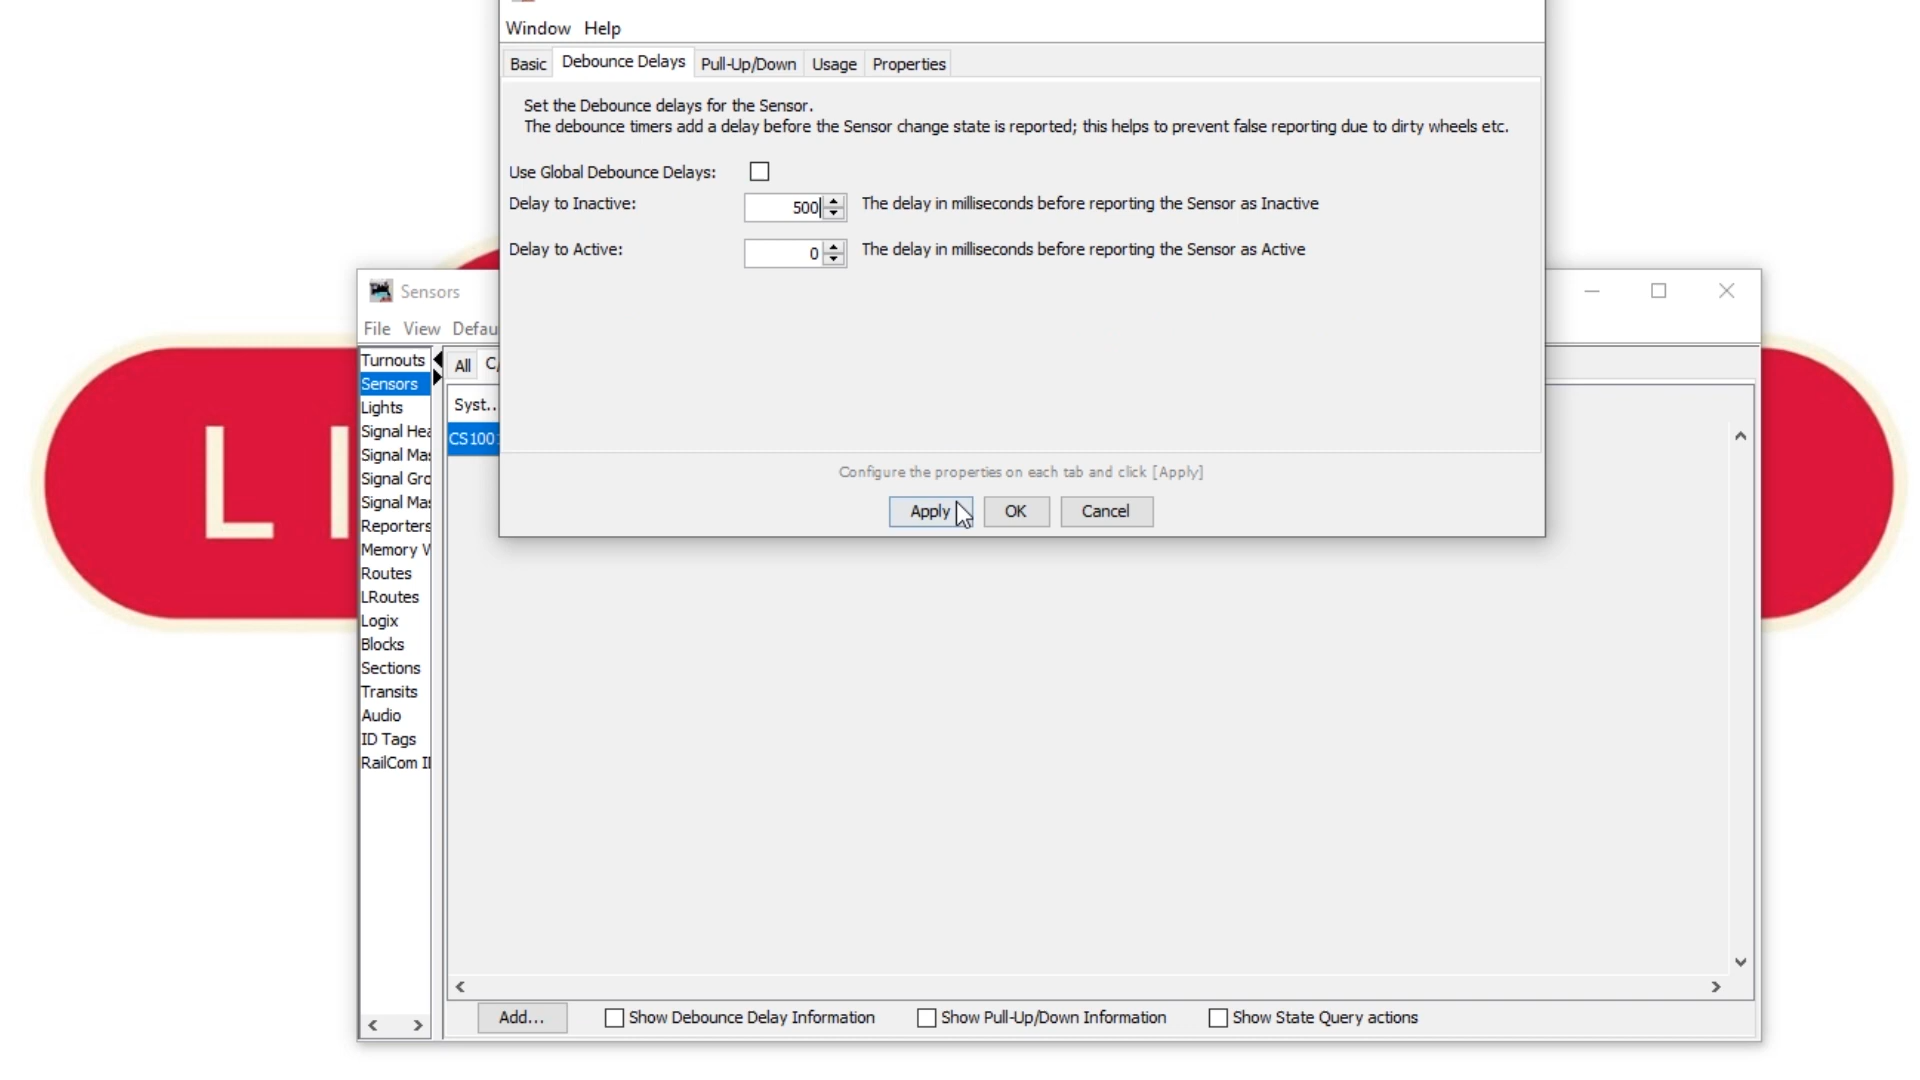 Window Help
Basic Debounce Delays Pull-Up/Down Usage Properties
Set the Debounce delays for the Sensor.
The debounce timers add a delay before the Sensor change state is reported; this helps to prevent false reporting due to dirty wheels etc.
Use Global Debounce Delays:
Delay to Inactive: 500 The delay in milliseconds before reporting the Sensor as Inactive
Delay to Active: 0 The delay in milliseconds before reporting the Sensor as Active
Configure the properties on each tab and click [Apply]
Apply OK Cancel
Sensors
File View Defau
All C/
Syst...
CS1001
Turnouts
Sensors
Lights
Signal Hea
Signal Mas
Signal Gro
Signal Mas
Reporters
Memory V
Routes
LRoutes
Logix
Blocks
Sections
Transits
Audio
ID Tags
RailCom I
Add... Show Debounce Delay Information Show Pull-Up/Down Information Show State Query actions
L I